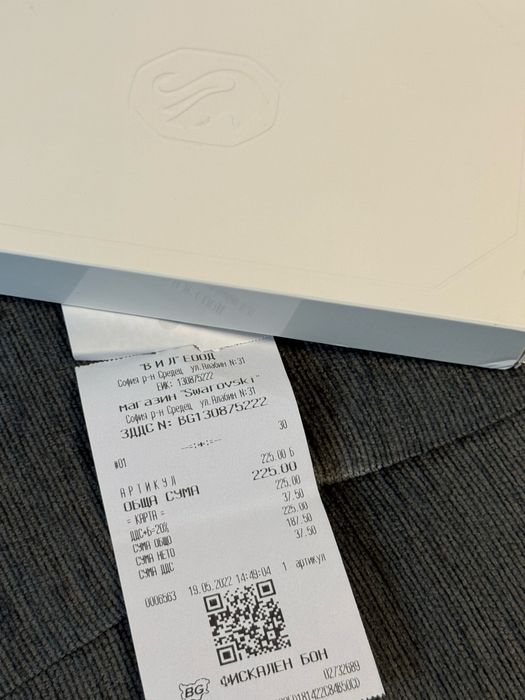 "В И Л" ЕООД
София р-н Средец ул.Алабин №:31
ЕИК: 130875222
магазин "Swarovski"
София р-н Средец ул.Алабин №:31
ЗДДС N: BG130875222
30
#01
АРТИКУЛ 225.00 Б
ОБЩА СУМА 225.00
= КАРТА = 225.00
ДДС*Б=20% 37.50
СУМА ОБЩО 225.00
СУМА НЕТО 187.50
СУМА ДДС 37.50
0006563 19.05.2022 14:49:04 1 артикул
BG ФИСКАЛЕН БОН
02732689